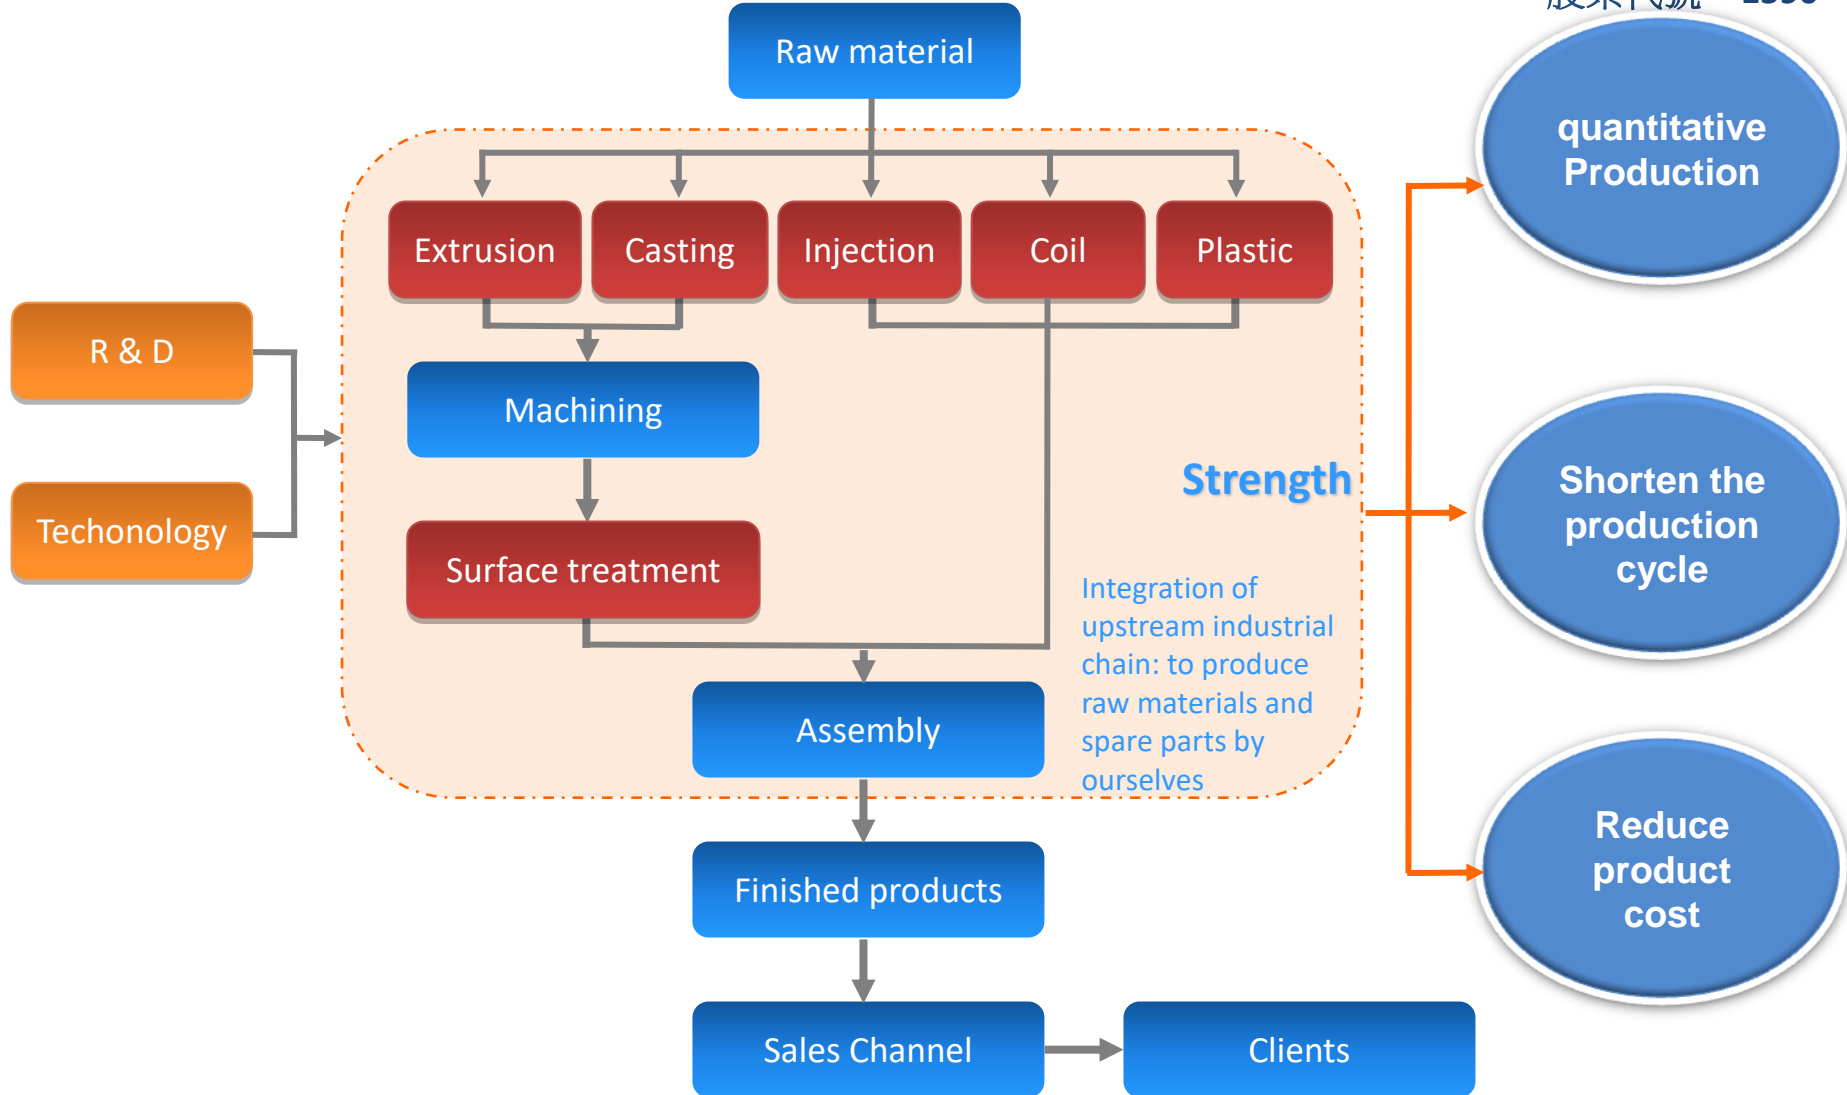 Raw material
quantitative
Production
Extrusion
Casting
Injection
Coil
Plastic
R & D
Machining
Strength
Shorten the
production
cycle
Techonology
Surface treatment
Integration of
upstream industrial
chain: to produce
raw materials and
spare parts by
ourselves
Assembly
Reduce
product
cost
Finished products
Sales Channel
Clients